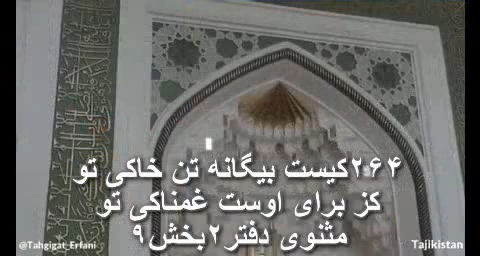 ۲۶۴کیست بیگانه تن خاکی تو
کز برای اوست غمناکی تو
مثنوی دفتر۲بخش۹
@Tahgigat_Erfani
Tajikistan